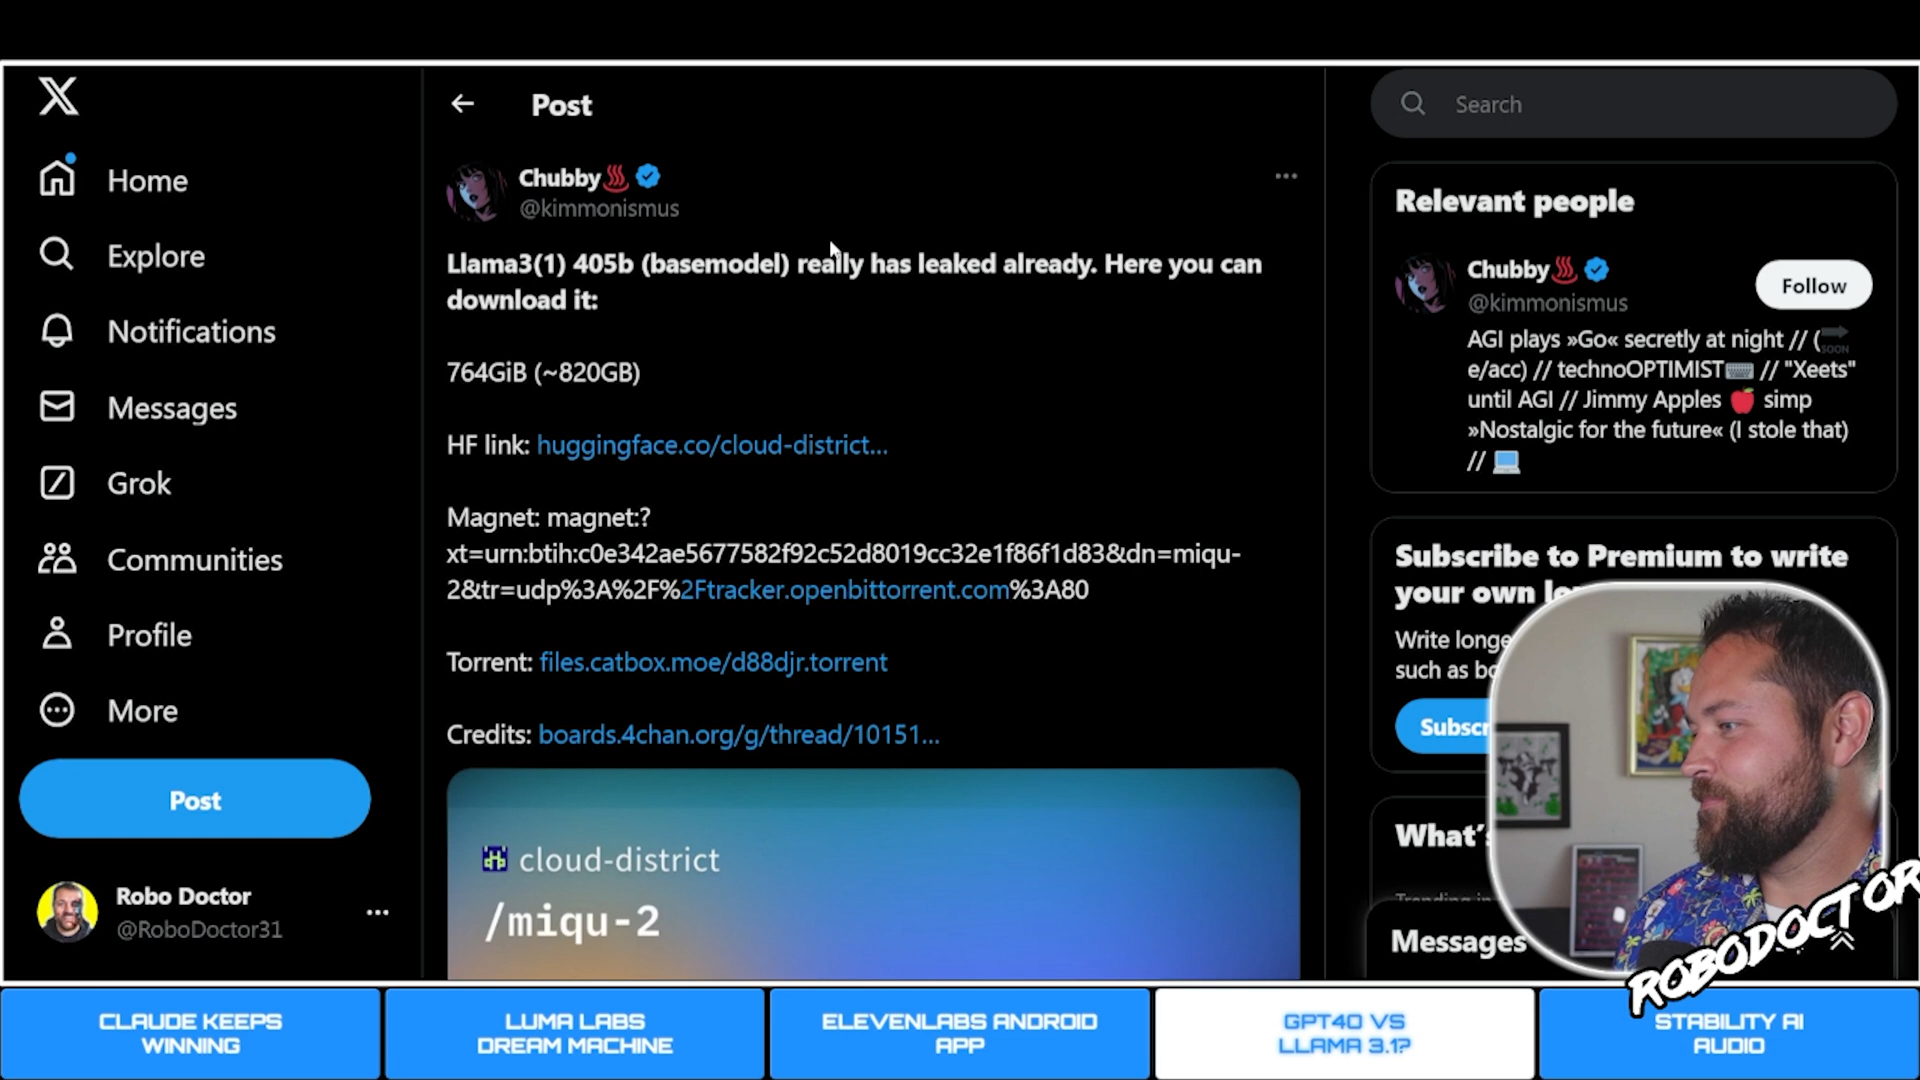 Home
Explore
Notifications
Messages
Grok
Communities
Profile
More
Post
Robo Doctor
@RoboDoctor31
Post
Chubby♨️
@kimmonismus
Llama3(1) 405b (basemodel) really has leaked already. Here you can
download it:
764GiB (~820GB)
HF link: huggingface.co/cloud-district…
Magnet: magnet:?
xt=urn:btih:c0e342ae5677582f92c52d8019cc32e1f86f1d83&dn=miqu-
2&tr=udp%3A%2F%2Ftracker.openbittorrent.com%3A80
Torrent: files.catbox.moe/d88djr.torrent
Credits: boards.4chan.org/g/thread/10151…
cloud-district
/miqu-2
Search
Relevant people
Chubby♨️
@kimmonismus
Follow
AGI plays »Go« secretly at night // (🔜
e/acc) // technoOPTIMIST⌨️ // "Xeets"
until AGI // Jimmy Apples 🍎 simp
»Nostalgic for the future« (I stole that)
// 💻
Subscribe to Premium to write
your own
Write longe
such as
Subscr
What's
Trending in
Messages
ROBODOCTOR
CLAUDE KEEPS
WINNING
LUMA LABS
DREAM MACHINE
ELEVENLABS ANDROID
APP
GPT4O VS
LLAMA 3.1?
STABILITY AI
AUDIO